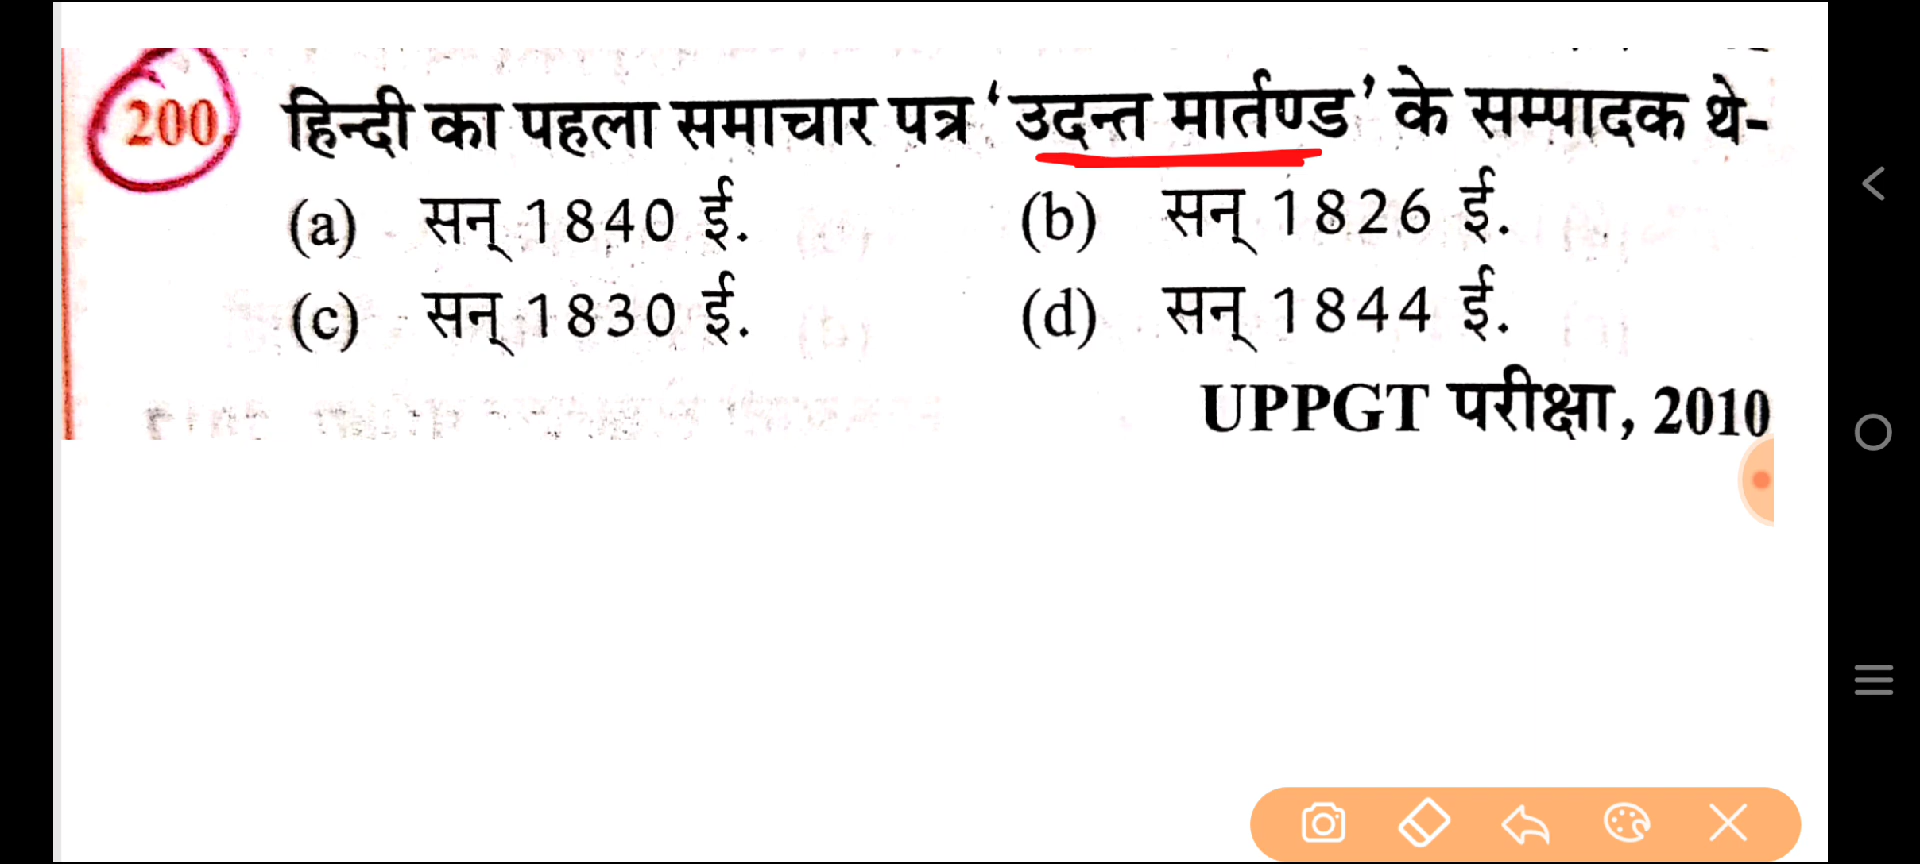 200. हिन्दी का पहला समाचार पत्र ‘उदन्त मार्तण्ड’ के सम्पादक थे-
(a) सन् 1840 ई. (b) सन् 1826 ई.
(c) सन् 1830 ई. (d) सन् 1844 ई.
UPPGT परीक्षा, 2010